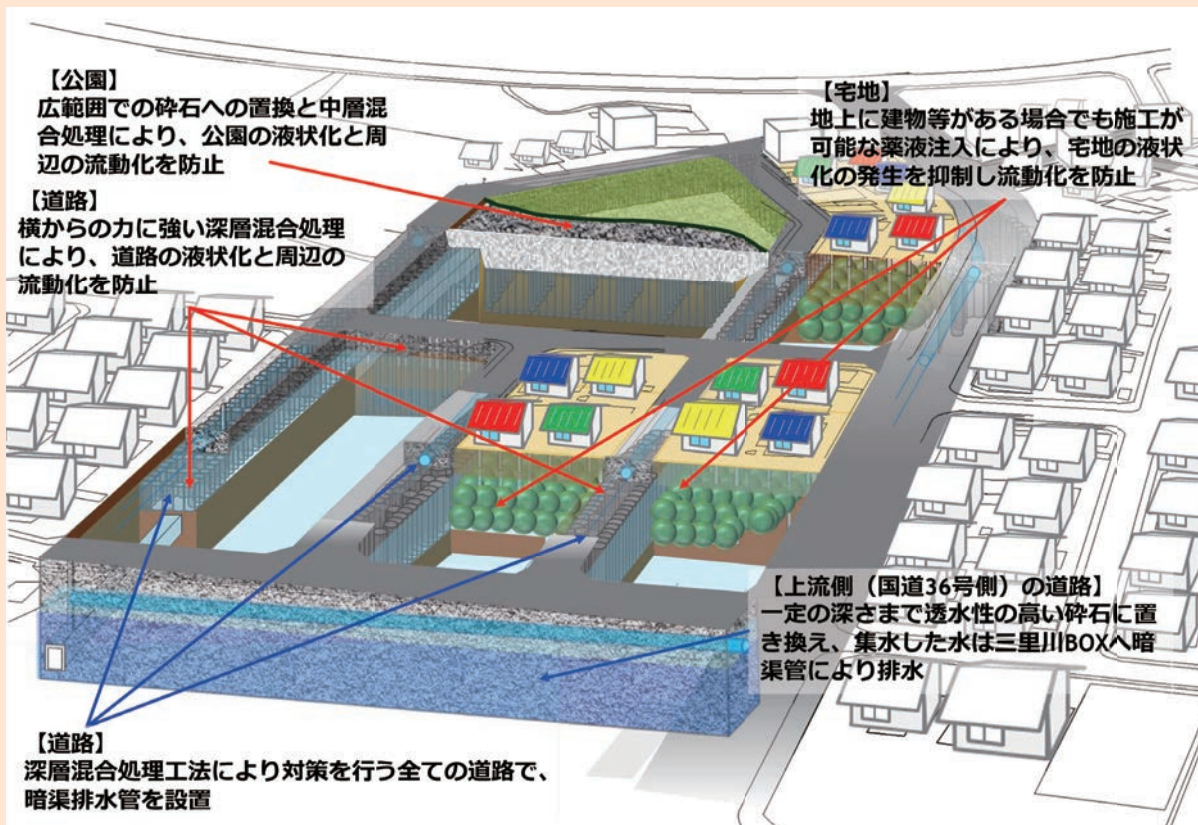 【公園】
広範囲での砕石への置換と中層混
合処理により、公園の液状化と周
辺の流動化を防止
【宅地】
地上に建物等がある場合でも施工が
可能な薬液注入により、宅地の液状
化の発生を抑制し流動化を防止
【道路】
横からの力に強い深層混合処理
により、道路の液状化と周辺の
流動化を防止
【上流側（国道36号側）の道路】
一定の深さまで透水性の高い砕石に置
き換え、集水した水は三里川BOXへ暗
渠管により排水
【道路】
深層混合処理工法により対策を行う全ての道路で、
暗渠排水管を設置